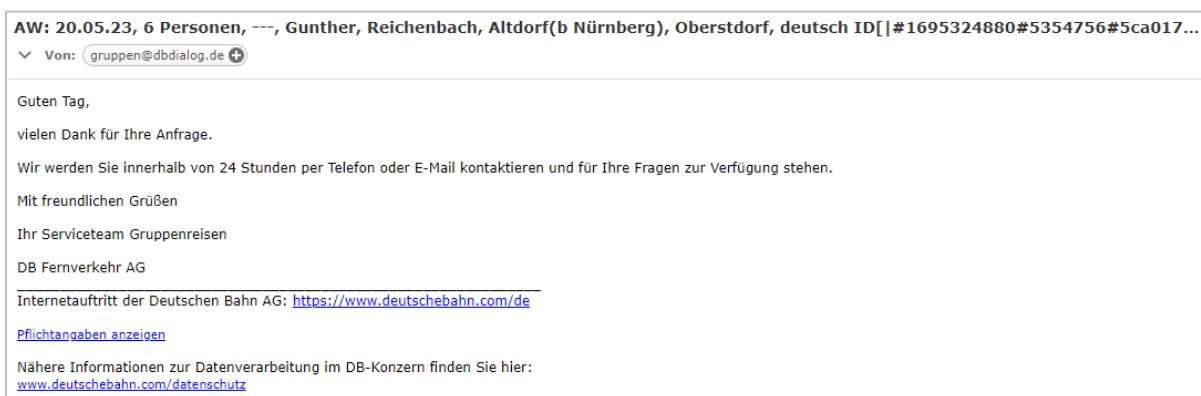 AW: 20.05.23, 6 Personen, ---, Gunther, Reichenbach, Altdorf(b Nürnberg), Oberstdorf, deutsch ID[|#1695324880#5354756#5ca017...
Von: gruppen@dbdialog.de
Guten Tag,
vielen Dank für Ihre Anfrage.
Wir werden Sie innerhalb von 24 Stunden per Telefon oder E-Mail kontaktieren und für Ihre Fragen zur Verfügung stehen.
Mit freundlichen Grüßen
Ihr Serviceteam Gruppenreisen
DB Fernverkehr AG
Internetauftritt der Deutschen Bahn AG: https://www.deutschebahn.com/de
Pflichtangaben anzeigen
Nähere Informationen zur Datenverarbeitung im DB-Konzern finden Sie hier:
www.deutschebahn.com/datenschutz